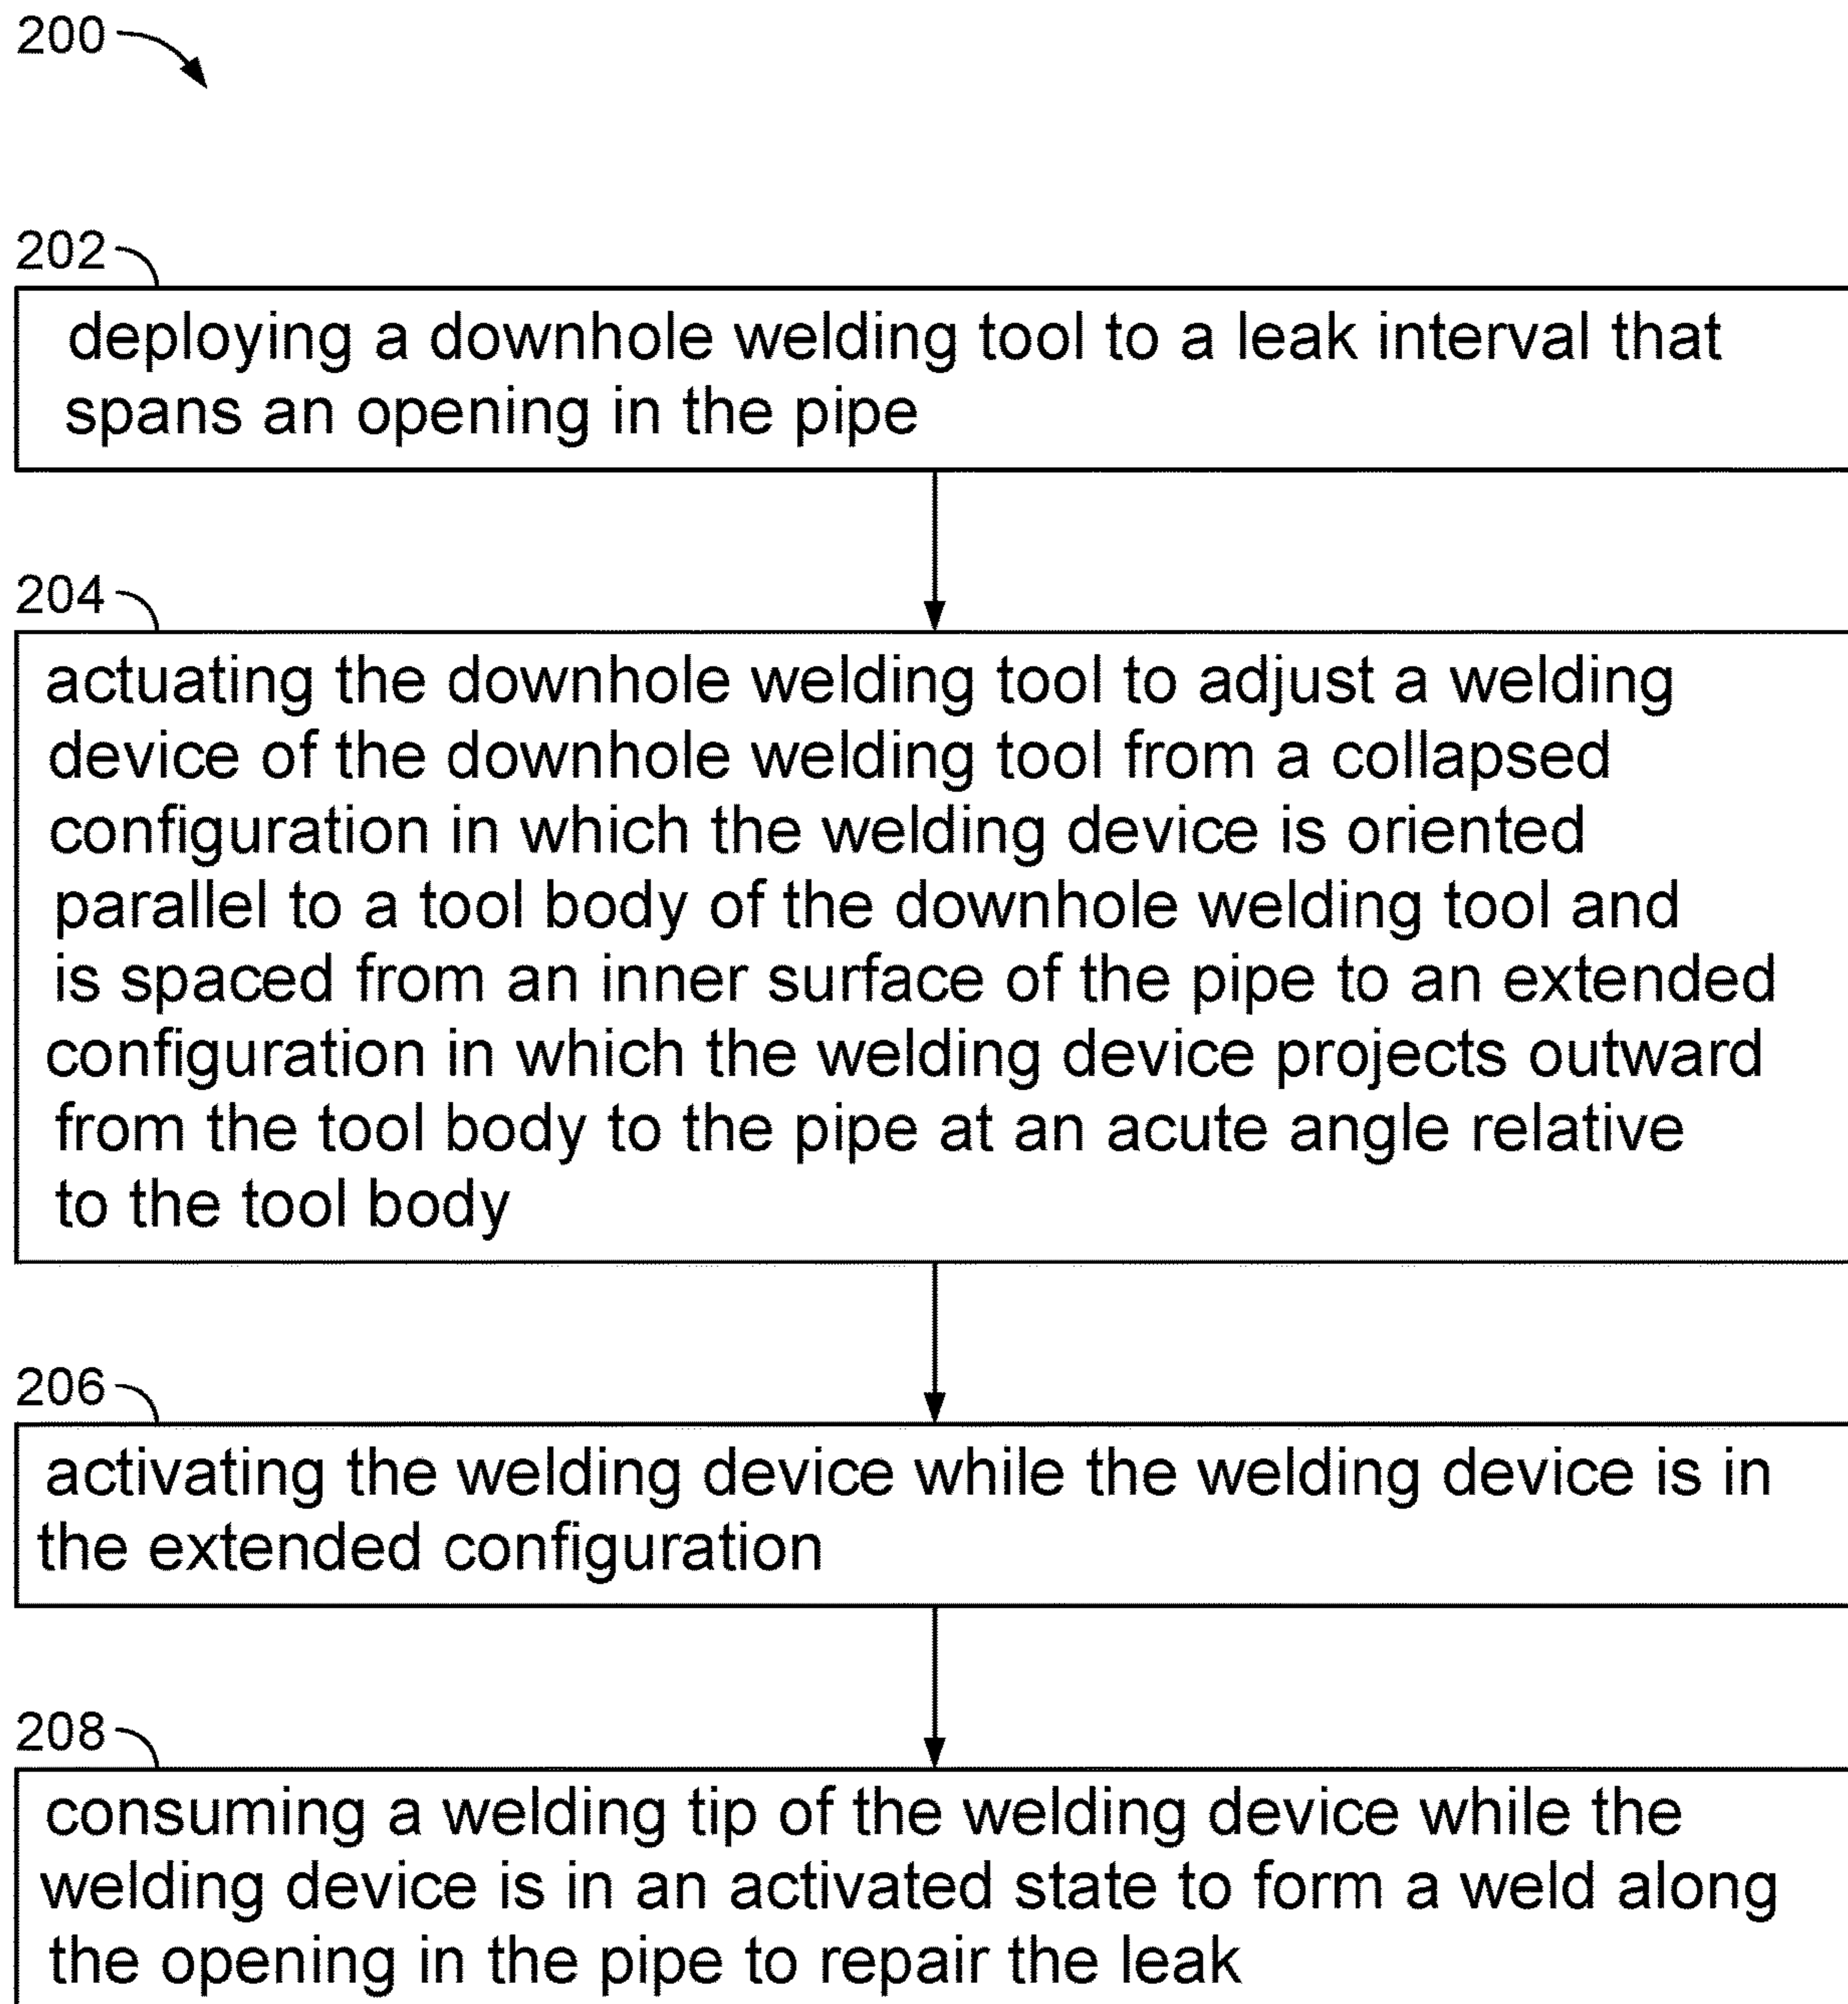 200
202
deploying a downhole welding tool to a leak interval that
spans an opening in the pipe
204
actuating the downhole welding tool to adjust a welding
device of the downhole welding tool from a collapsed
configuration in which the welding device is oriented
parallel to a tool body of the downhole welding tool and
is spaced from an inner surface of the pipe to an extended
configuration in which the welding device projects outward
from the tool body to the pipe at an acute angle relative
to the tool body
206
activating the welding device while the welding device is in
the extended configuration
208
consuming a welding tip of the welding device while the
welding device is in an activated state to form a weld along
the opening in the pipe to repair the leak